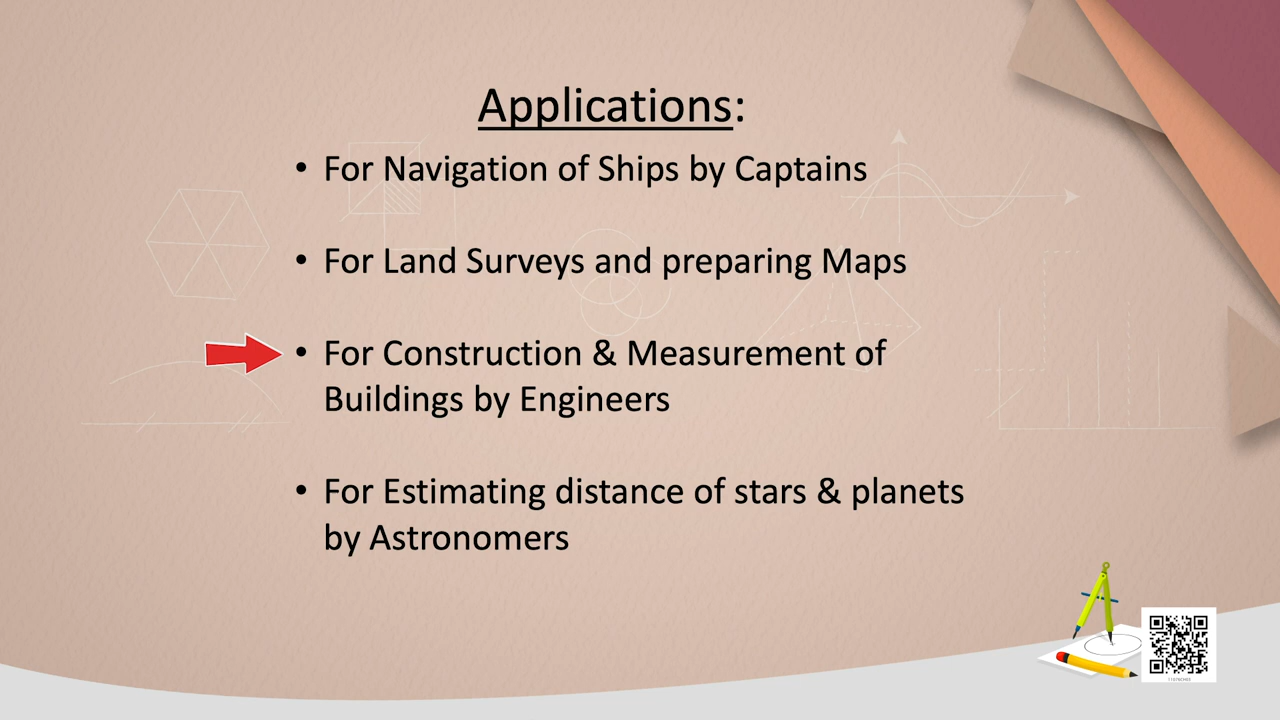 Applications:
• For Navigation of Ships by Captains
• For Land Surveys and preparing Maps
• For Construction & Measurement of
Buildings by Engineers
• For Estimating distance of stars & planets
by Astronomers